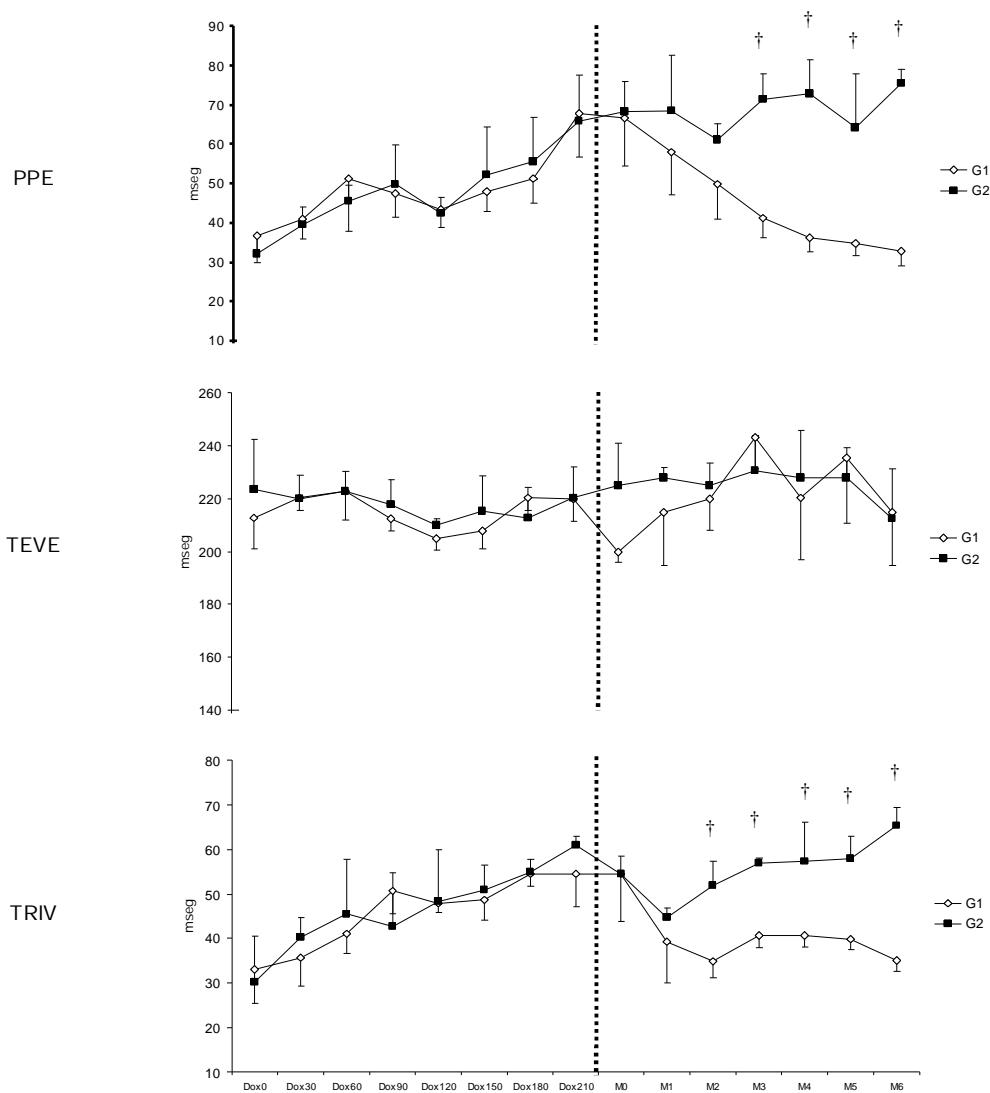 PPE
mseg
90
80
70
60
50
40
30
20
10
† † † †
G1
G2
TEVE
mseg
260
240
220
200
180
160
140
G1
G2
TRIV
mseg
80
70
60
50
40
30
20
10
† † † † †
G1
G2
Dox0 Dox30 Dox60 Dox90 Dox120 Dox150 Dox180 Dox210 M0 M1 M2 M3 M4 M5 M6